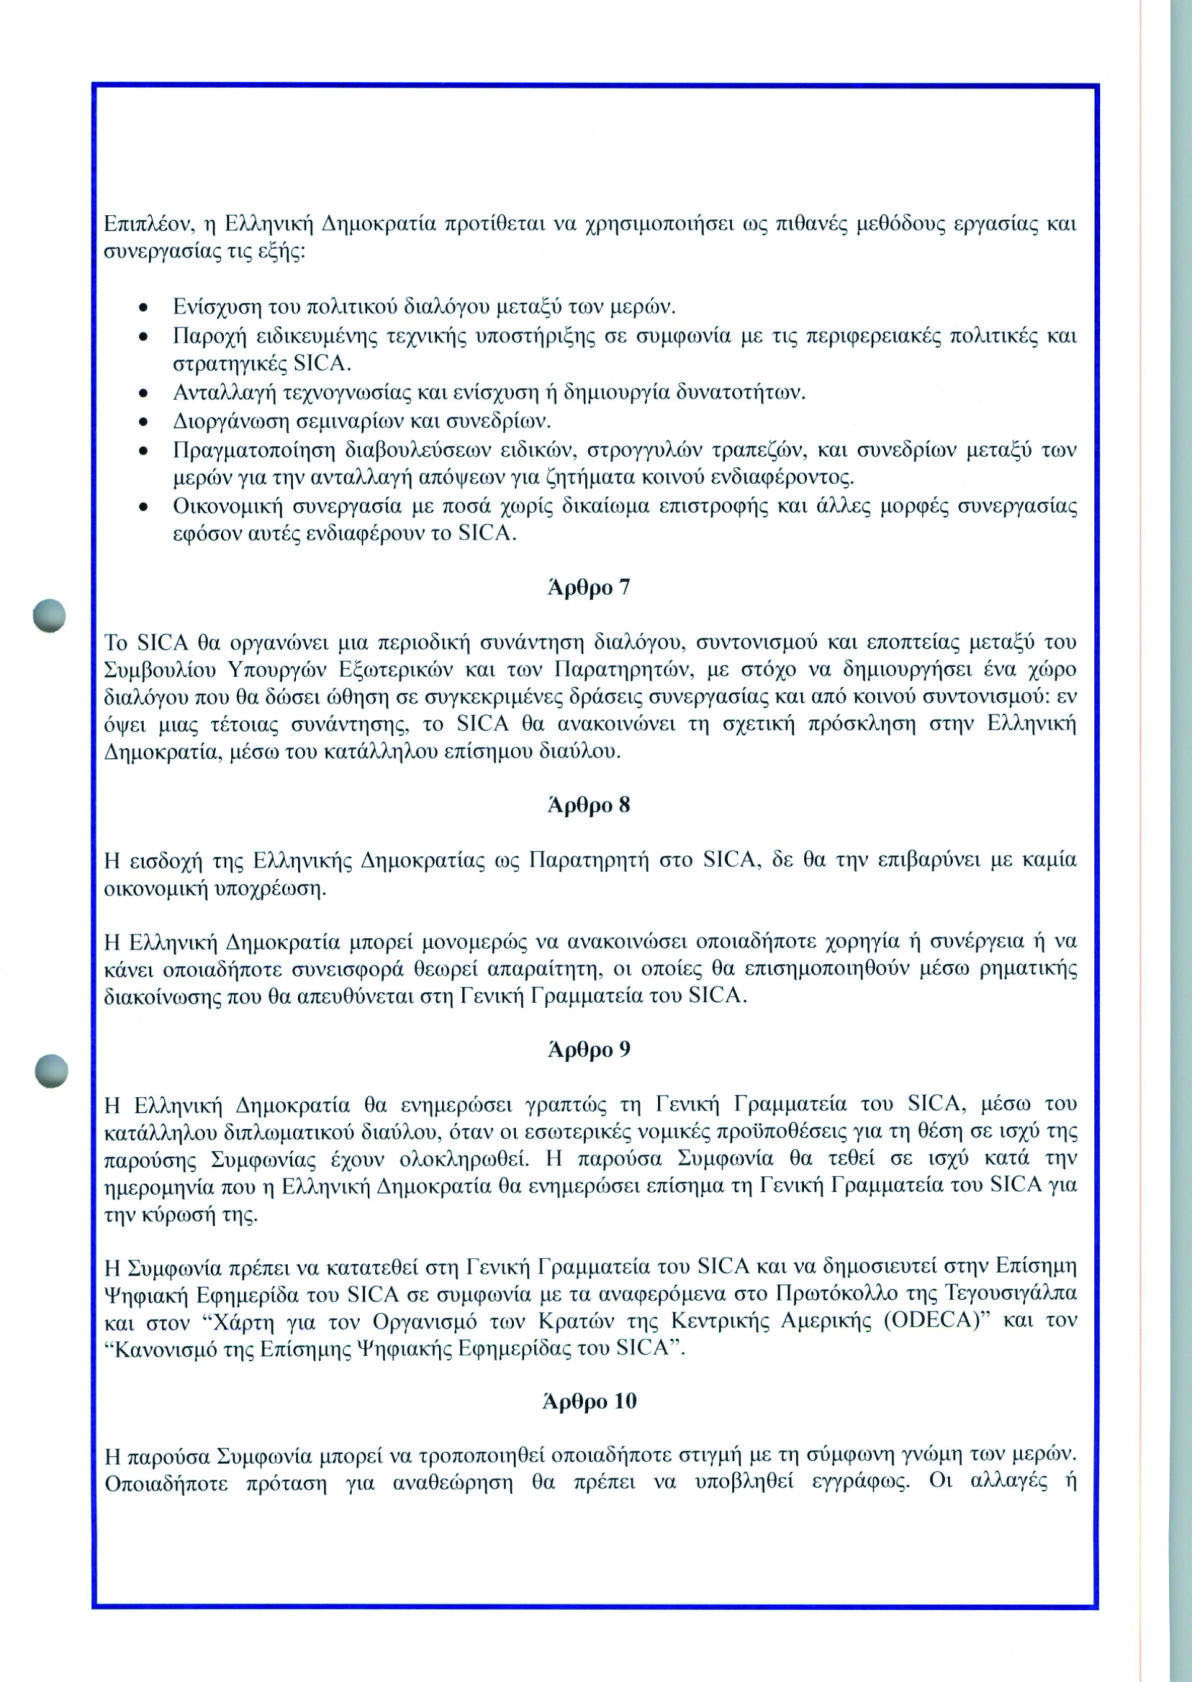 Επιπλέον, η Ελληνική Δημοκρατία προτίθεται να χρησιμοποιήσει ως πιθανές μεθόδους εργασίας και
συνεργασίας τις εξής:
• Ενίσχυση του πολιτικού διαλόγου μεταξύ των μερών.
• Παροχή ειδικευμένης τεχνικής υποστήριξης σε συμφωνία με τις περιφερειακές πολιτικές και
στρατηγικές SICA.
• Ανταλλαγή τεχνογνωσίας και ενίσχυση ή δημιουργία δυνατοτήτων.
• Διοργάνωση σεμιναρίων και συνεδρίων.
• Πραγματοποίηση διαβουλεύσεων ειδικών, στρογγυλών τραπεζών, και συνεδρίων μεταξύ των
μερών για την ανταλλαγή απόψεων για ζητήματα κοινού ενδιαφέροντος.
• Οικονομική συνεργασία με ποσά χωρίς δικαίωμα επιστροφής και άλλες μορφές συνεργασίας
εφόσον αυτές ενδιαφέρουν το SICA.
Άρθρο 7
Το SICA θα οργανώνει μια περιοδική συνάντηση διαλόγου, συντονισμού και εποπτείας μεταξύ του
Συμβουλίου Υπουργών Εξωτερικών και των Παρατηρητών, με στόχο να δημιουργήσει ένα χώρο
διαλόγου που θα δώσει ώθηση σε συγκεκριμένες δράσεις συνεργασίας και από κοινού συντονισμού: εν
όψει μιας τέτοιας συνάντησης, το SICA θα ανακοινώνει τη σχετική πρόσκληση στην Ελληνική
Δημοκρατία, μέσω του κατάλληλου επίσημου διαύλου.
Άρθρο 8
Η εισδοχή της Ελληνικής Δημοκρατίας ως Παρατηρητή στο SICA, δε θα την επιβαρύνει με καμία
οικονομική υποχρέωση.
Η Ελληνική Δημοκρατία μπορεί μονομερώς να ανακοινώσει οποιαδήποτε χορηγία ή συνέργεια ή να
κάνει οποιαδήποτε συνεισφορά θεωρεί απαραίτητη, οι οποίες θα επισημοποιηθούν μέσω ρηματικής
διακοίνωσης που θα απευθύνεται στη Γενική Γραμματεία του SICA.
Άρθρο 9
Η Ελληνική Δημοκρατία θα ενημερώσει γραπτώς τη Γενική Γραμματεία του SICA, μέσω του
κατάλληλου διπλωματικού διαύλου, όταν οι εσωτερικές νομικές προϋποθέσεις για τη θέση σε ισχύ της
παρούσης Συμφωνίας έχουν ολοκληρωθεί. Η παρούσα Συμφωνία θα τεθεί σε ισχύ κατά την
ημερομηνία που η Ελληνική Δημοκρατία θα ενημερώσει επίσημα τη Γενική Γραμματεία του SICA για
την κύρωσή της.
Η Συμφωνία πρέπει να κατατεθεί στη Γενική Γραμματεία του SICA και να δημοσιευτεί στην Επίσημη
Ψηφιακή Εφημερίδα του SICA σε συμφωνία με τα αναφερόμενα στο Πρωτόκολλο της Τεγουσιγάλπα
και στον “Χάρτη για τον Οργανισμό των Κρατών της Κεντρικής Αμερικής (ODECA)” και τον
“Κανονισμό της Επίσημης Ψηφιακής Εφημερίδας του SICA”.
Άρθρο 10
Η παρούσα Συμφωνία μπορεί να τροποποιηθεί οποιαδήποτε στιγμή με τη σύμφωνη γνώμη των μερών.
Οποιαδήποτε πρόταση για αναθεώρηση θα πρέπει να υποβληθεί εγγράφως. Οι αλλαγές ή